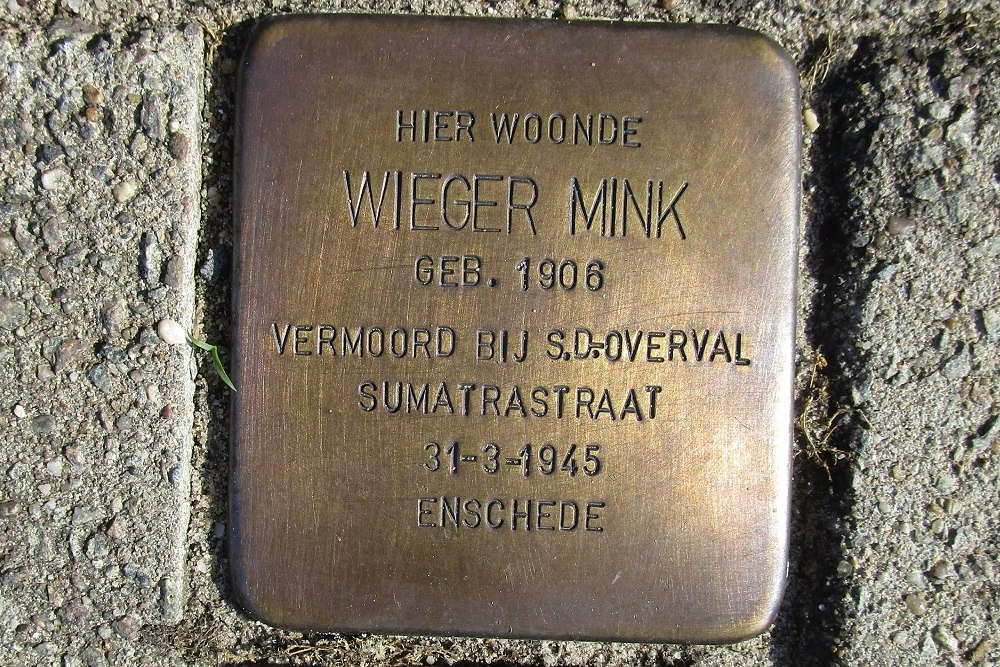 HIER WOONDE
WIEGER MINK
GEB. 1906
VERMOORD BIJ S.D.-OVERVAL
SUMATRASTRAAT
31-3-1945
ENSCHEDE